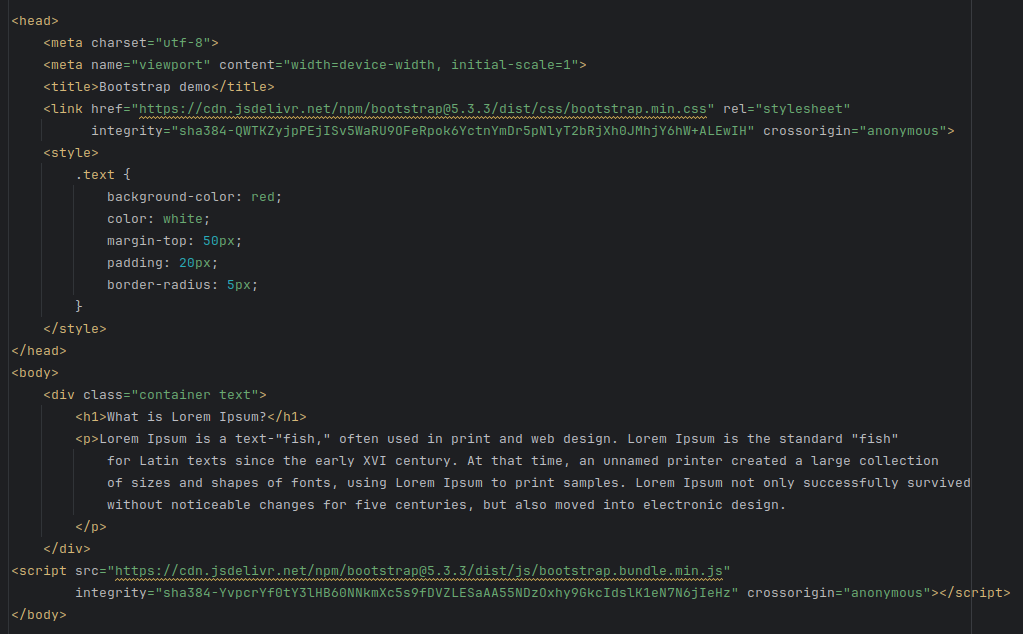 <head>
<meta charset="utf-8">
<meta name="viewport" content="width=device-width, initial-scale=1">
<title>Bootstrap demo</title>
<link href="https://cdn.jsdelivr.net/npm/bootstrap@5.3.3/dist/css/bootstrap.min.css" rel="stylesheet"
integrity="sha384-QWTKZyjpPEjISv5WaRU9OFeRpok6YctnYmDr5pNlyT2bRjXh0JMhjY6hW+ALEwIH" crossorigin="anonymous">
<style>
.text {
background-color: red;
color: white;
margin-top: 50px;
padding: 20px;
border-radius: 5px;
}
</style>
</head>
<body>
<div class="container text">
<h1>What is Lorem Ipsum?</h1>
<p>Lorem Ipsum is a text-"fish," often used in print and web design. Lorem Ipsum is the standard "fish"
for Latin texts since the early XVI century. At that time, an unnamed printer created a large collection
of sizes and shapes of fonts, using Lorem Ipsum to print samples. Lorem Ipsum not only successfully survived
without noticeable changes for five centuries, but also moved into electronic design.
</p>
</div>
<script src="https://cdn.jsdelivr.net/npm/bootstrap@5.3.3/dist/js/bootstrap.bundle.min.js"
integrity="sha384-YvpcrYf0tY3lHB60NNkmXc5s9fDVZLESaAA55NDzOxhy9GkcIdslK1eN7N6jIeHz" crossorigin="anonymous"></script>
</body>